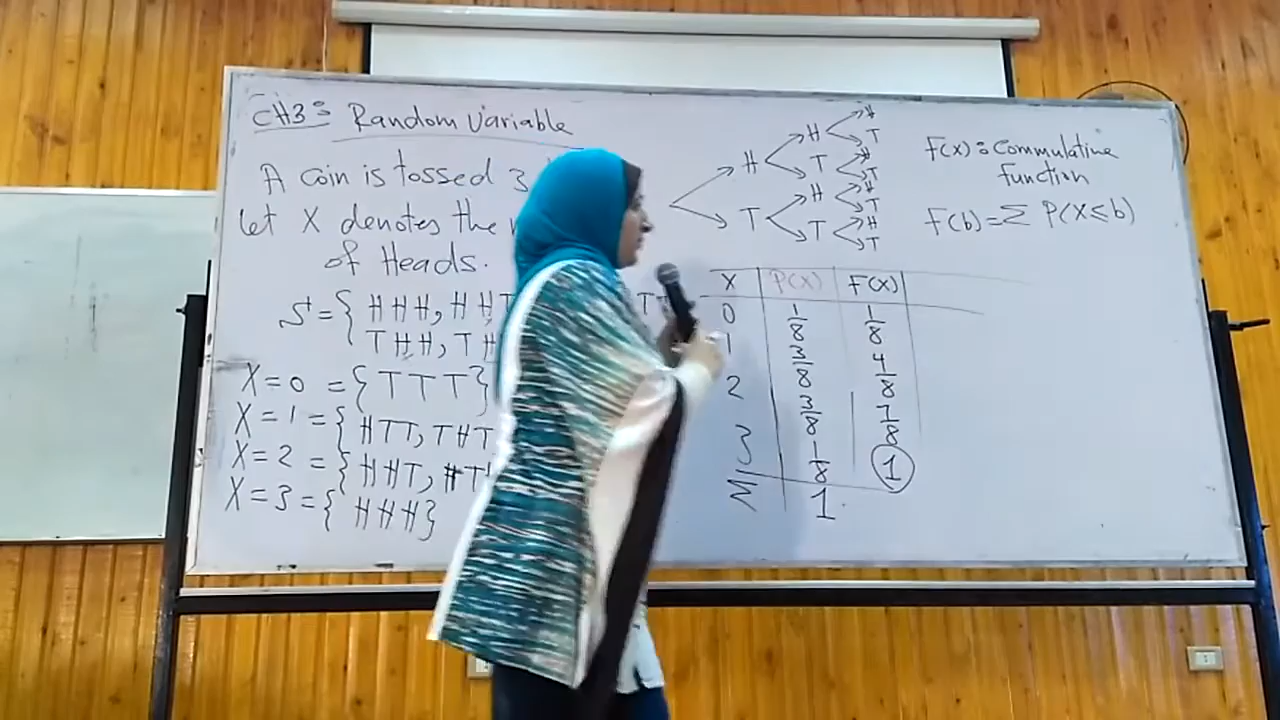 CH3: Random Variable
A coin is tossed 3
let X denotes the
of Heads.
S = { HHH, HHT
THH, TH
X=0 = { TTT }
X=1 = { HTT, THT
X=2 = { HHT, HTH
X=3 = { HHH }
H H H
T
T H
T
T H H
T
T H
T
X P(X) F(X)
0 1/8 1/8
1 3/8 4/8
2 3/8 7/8
3 1/8 1
Σ 1
F(X): Commulative
function
F(b) = Σ P(X≤b)